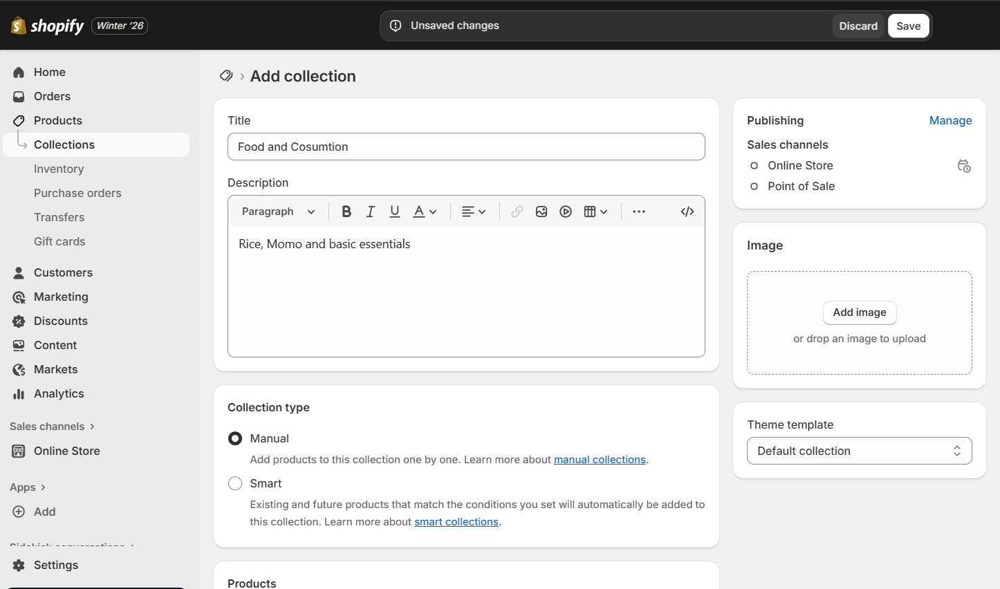 shopify
Winter '26
Unsaved changes
Discard
Save
Home
Orders
Products
Collections
Inventory
Purchase orders
Transfers
Gift cards
Customers
Marketing
Discounts
Content
Markets
Analytics
Sales channels
Online Store
Apps
Add
Sidekick conversations
Settings
Add collection
Title
Food and Cosumtion
Description
Paragraph
B I U A
Rice, Momo and basic essentials
Collection type
Manual
Add products to this collection one by one. Learn more about manual collections.
Smart
Existing and future products that match the conditions you set will automatically be added to
this collection. Learn more about smart collections.
Products
Publishing
Manage
Sales channels
Online Store
Point of Sale
Image
Add image
or drop an image to upload
Theme template
Default collection